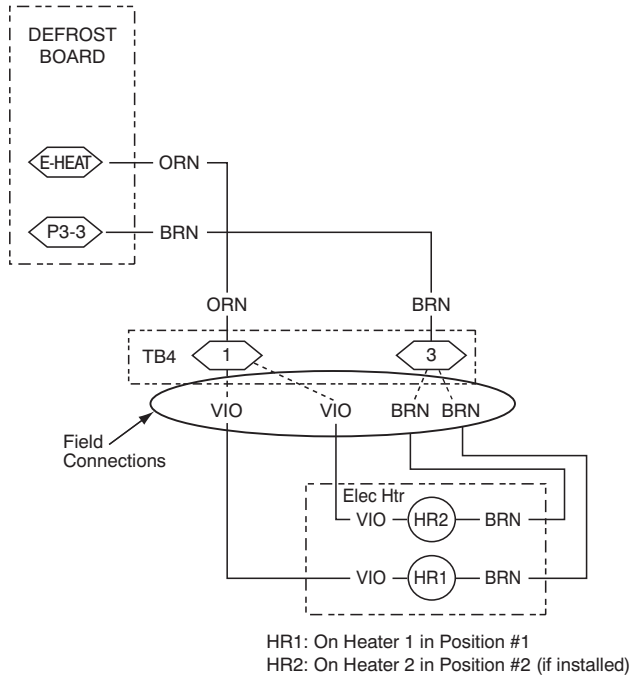 DEFROST
BOARD
E-HEAT
ORN
P3-3
BRN
ORN
BRN
TB4
1
3
VIO
VIO
BRN
BRN
Field
Connections
Elec Htr
VIO
HR2
BRN
VIO
HR1
BRN
HR1: On Heater 1 in Position #1
HR2: On Heater 2 in Position #2 (if installed)